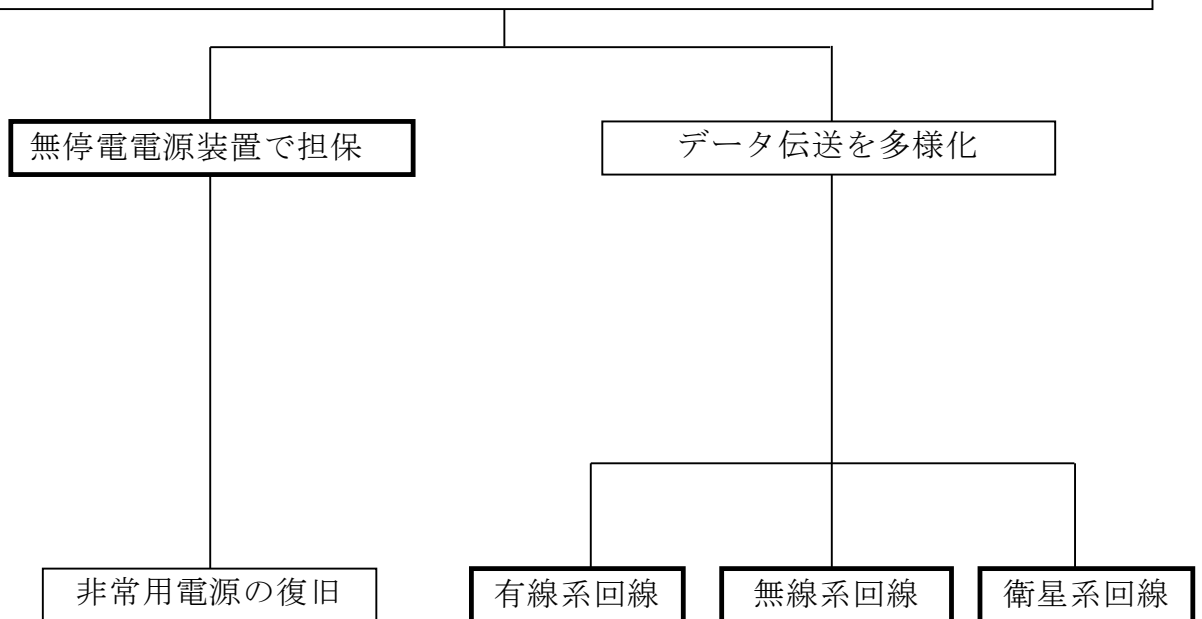 無停電電源装置で担保
データ伝送を多様化
非常用電源の復旧
有線系回線
無線系回線
衛星系回線